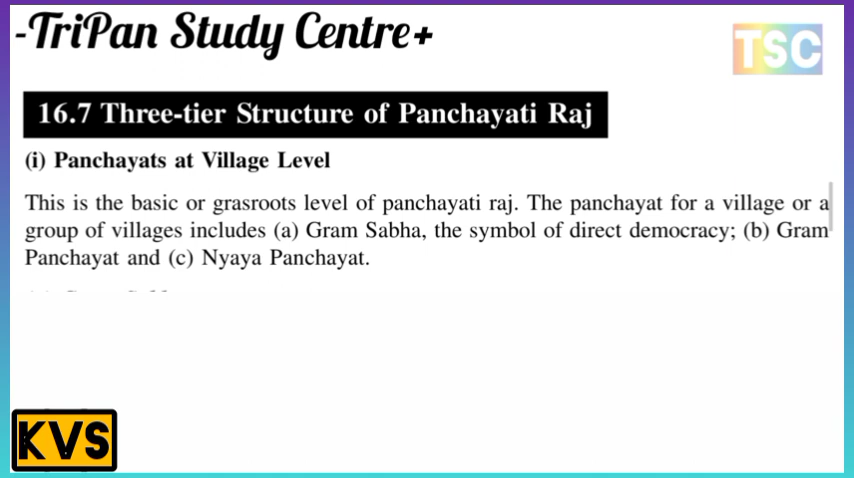 -TriPan Study Centre+
TSC
16.7 Three-tier Structure of Panchayati Raj
(i) Panchayats at Village Level
This is the basic or grasroots level of panchayati raj. The panchayat for a village or a
group of villages includes (a) Gram Sabha, the symbol of direct democracy; (b) Gram
Panchayat and (c) Nyaya Panchayat.
KVS